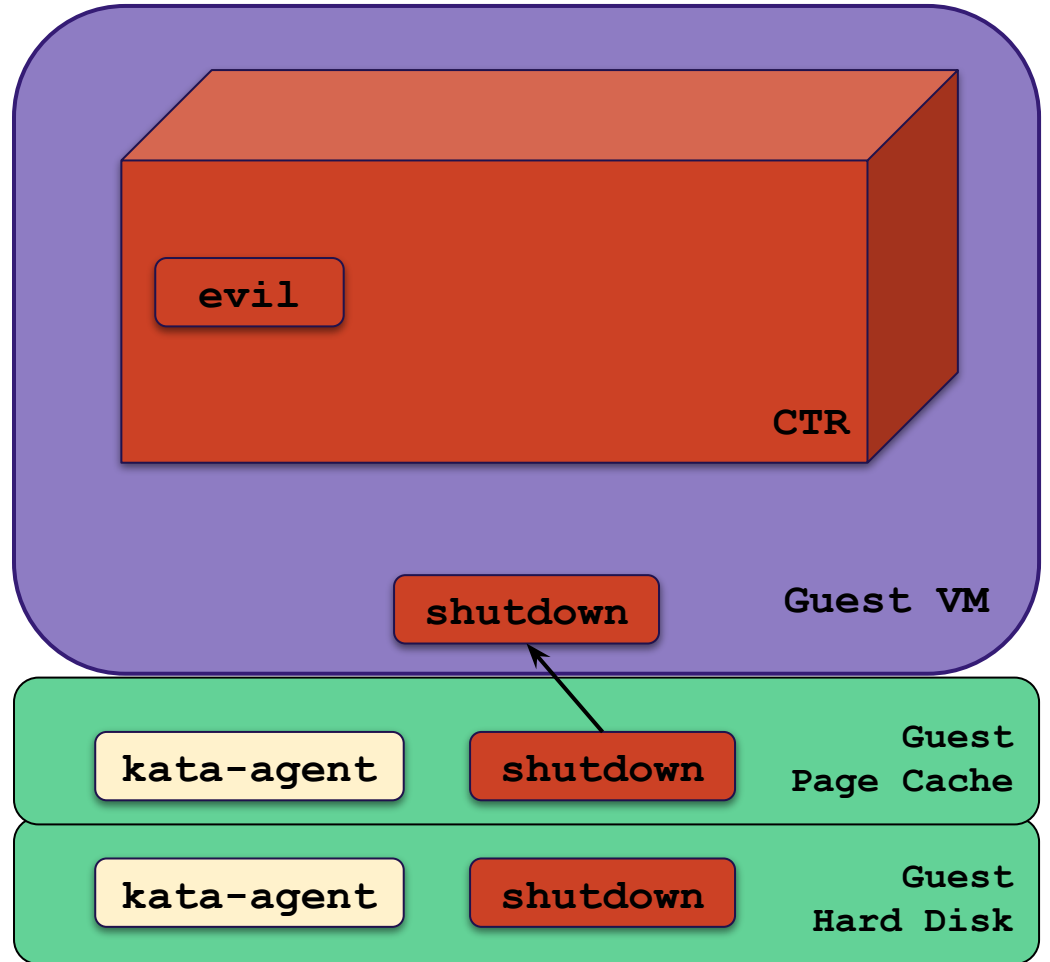 evil
CTR
shutdown
Guest VM
kata-agent
shutdown
Guest
Page Cache
kata-agent
shutdown
Guest
Hard Disk